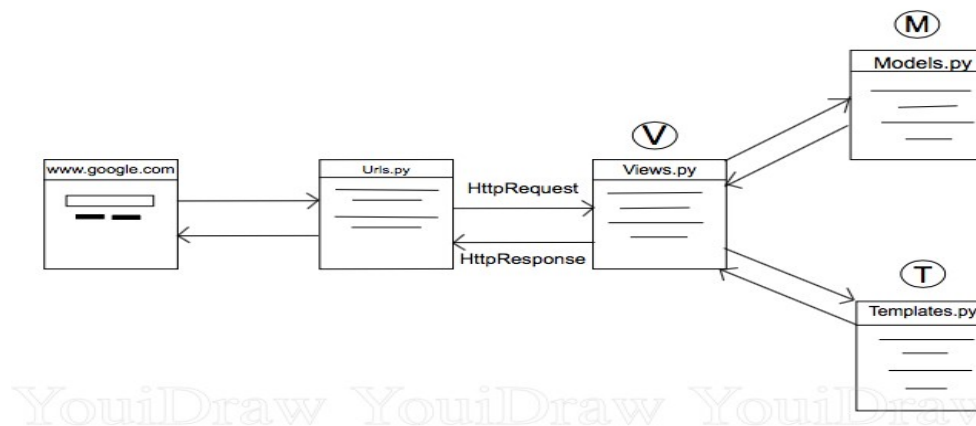 M
Models.py
V
www.google.com
Urls.py
Views.py
HttpRequest
HttpResponse
T
Templates.py
YouiDraw YouiDraw YouiDraw